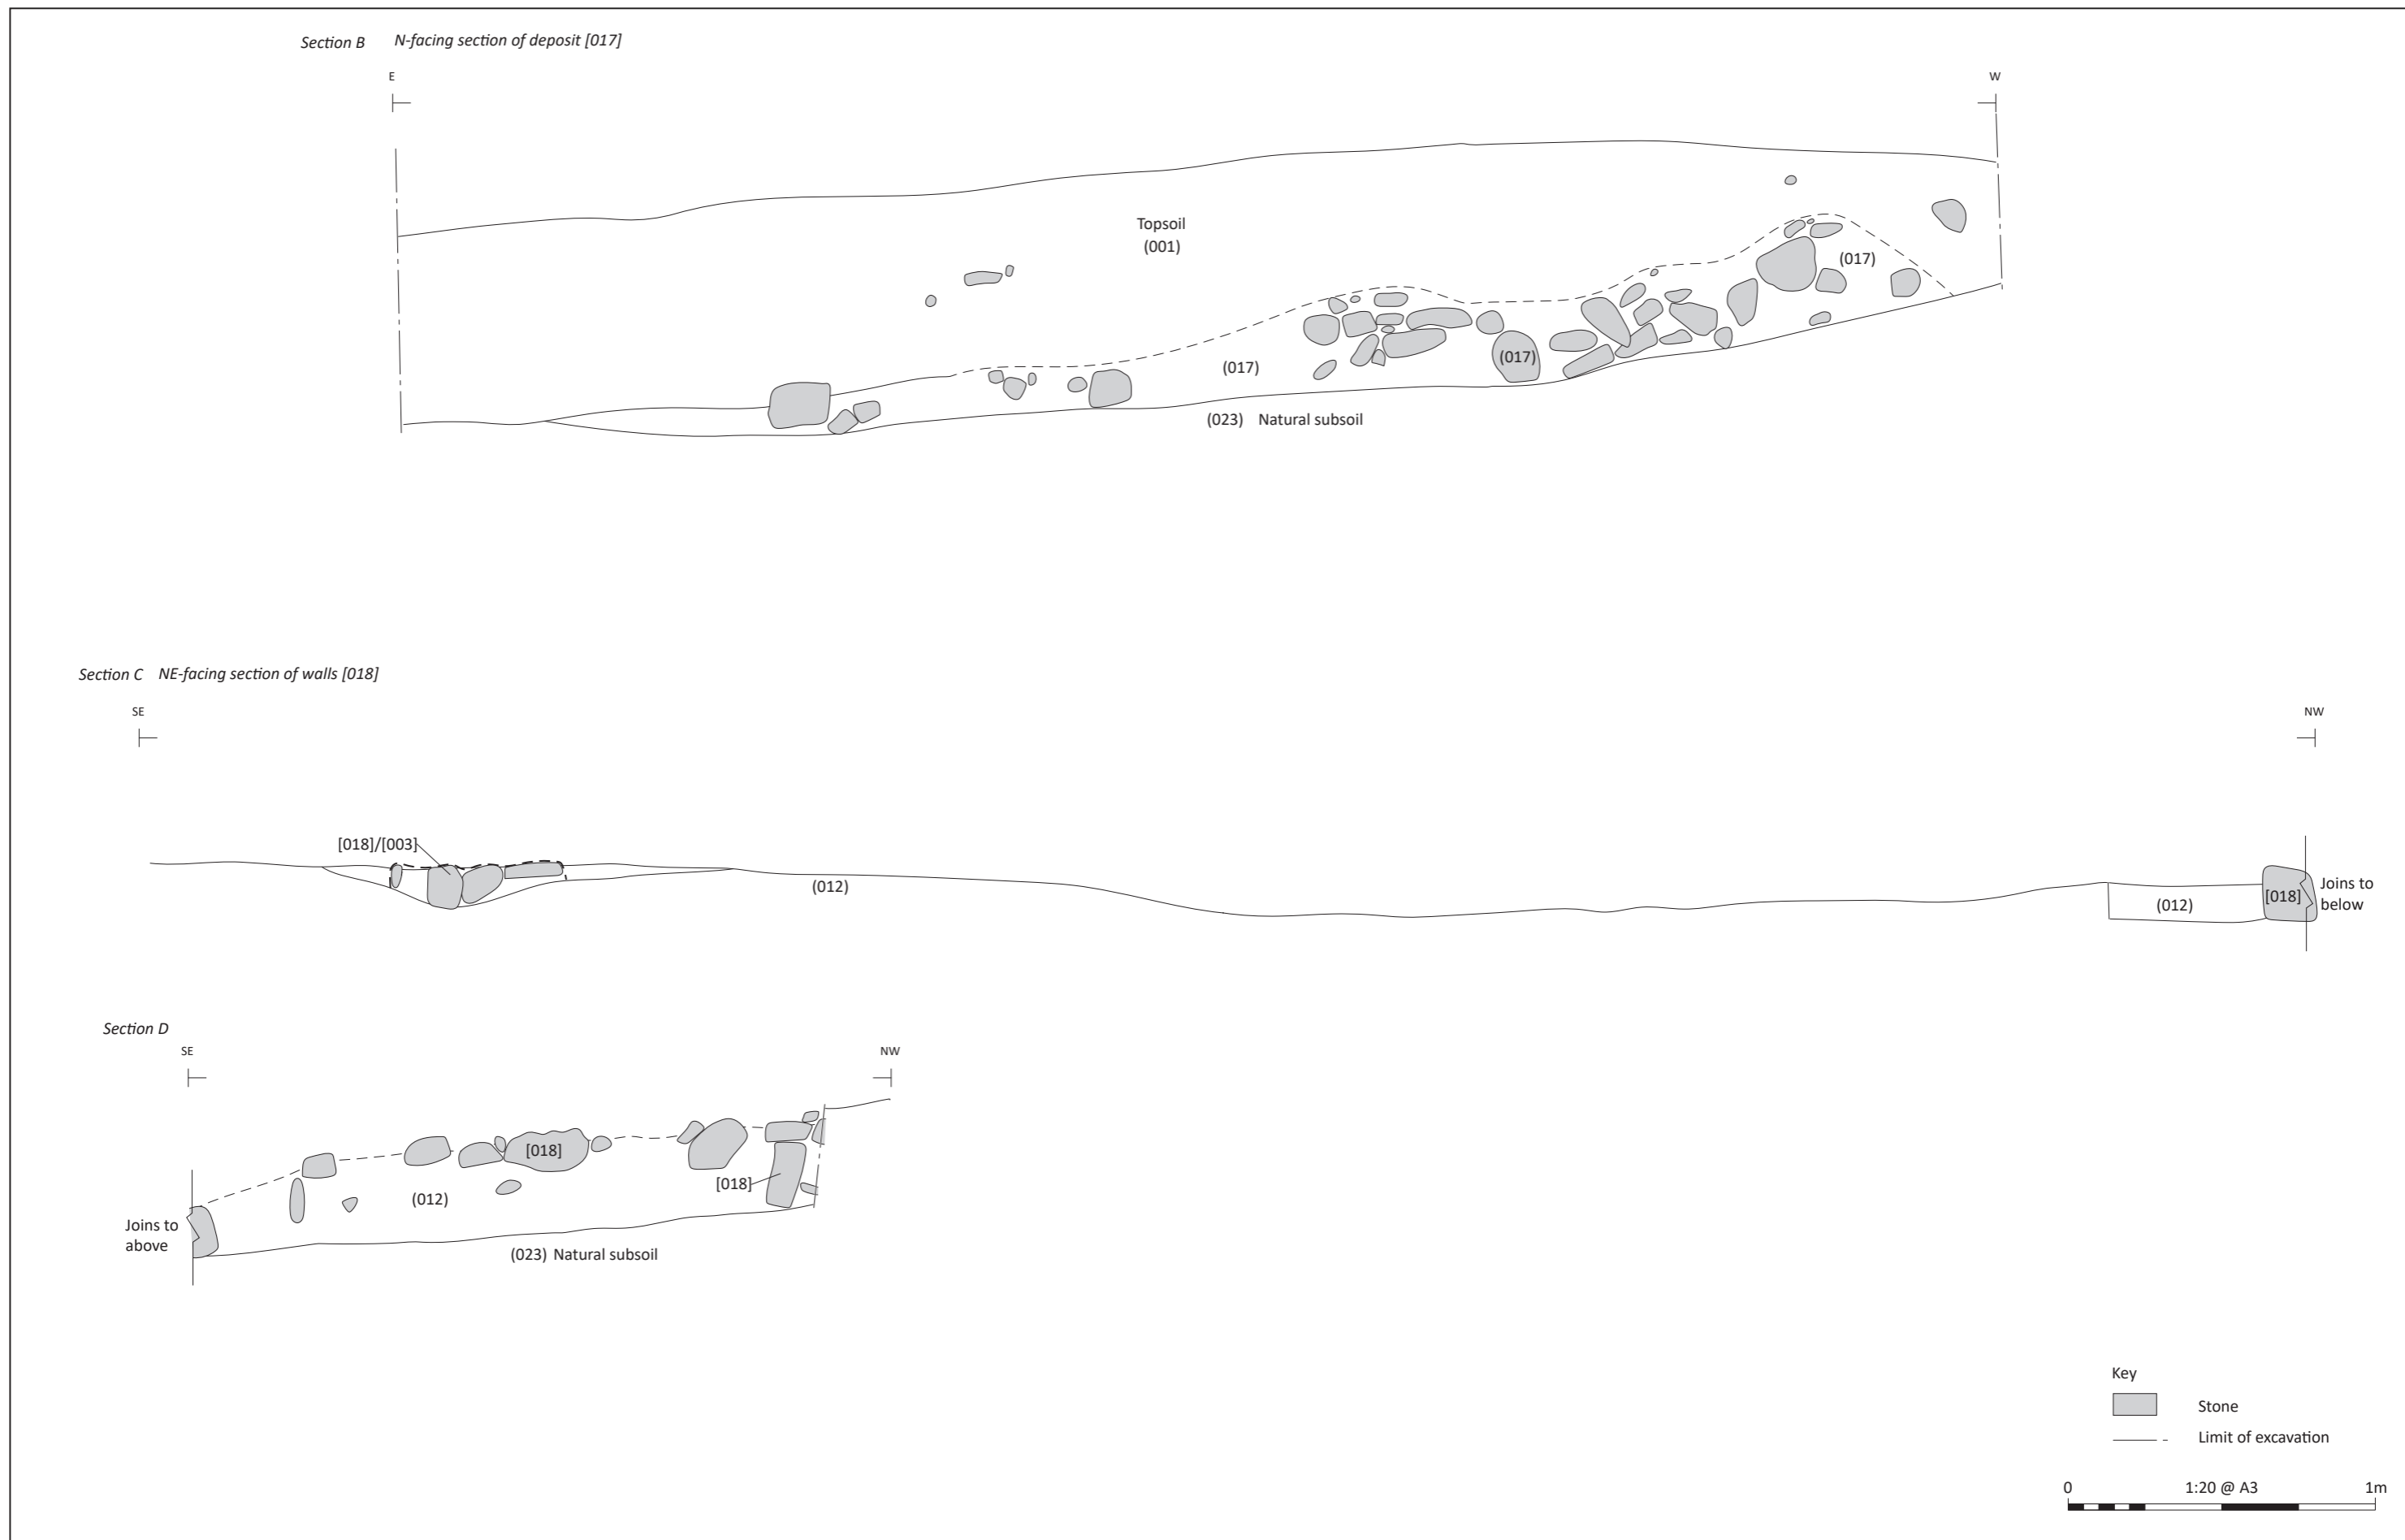 Section B N-facing section of deposit [017]
E
W
Topsoil
(001)
(017)
(017)
(017)
(023) Natural subsoil
Section C NE-facing section of walls [018]
SE
NW
[018]/[003]
(012)
(012)
[018]
Joins to
below
Section D
SE
NW
[018]
[018]
(012)
Joins to
above
(023) Natural subsoil
Key
Stone
Limit of excavation
0 1:20 @ A3 1m